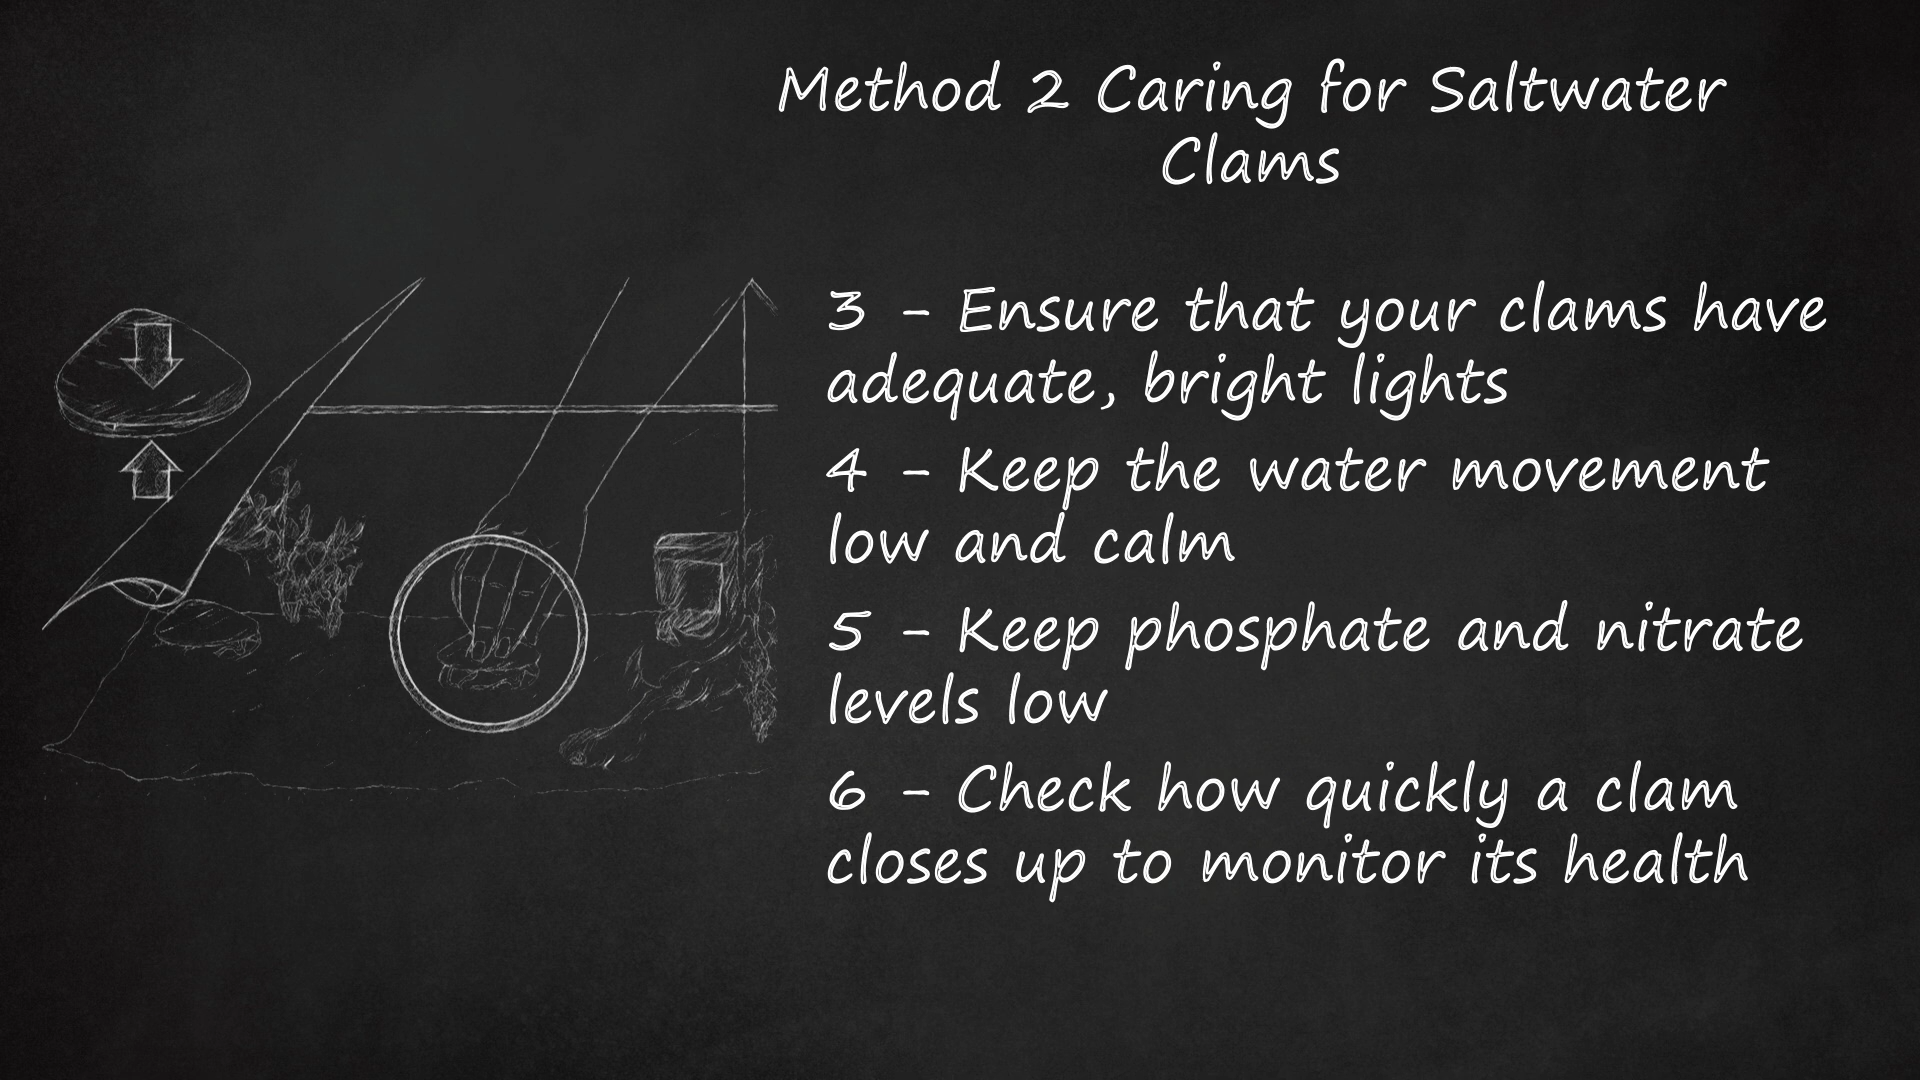 Method 2 Caring for Saltwater
Clams
3 - Ensure that your clams have
adequate, bright lights
4 - Keep the water movement
low and calm
5 - Keep phosphate and nitrate
levels low
6 - Check how quickly a clam
closes up to monitor its health